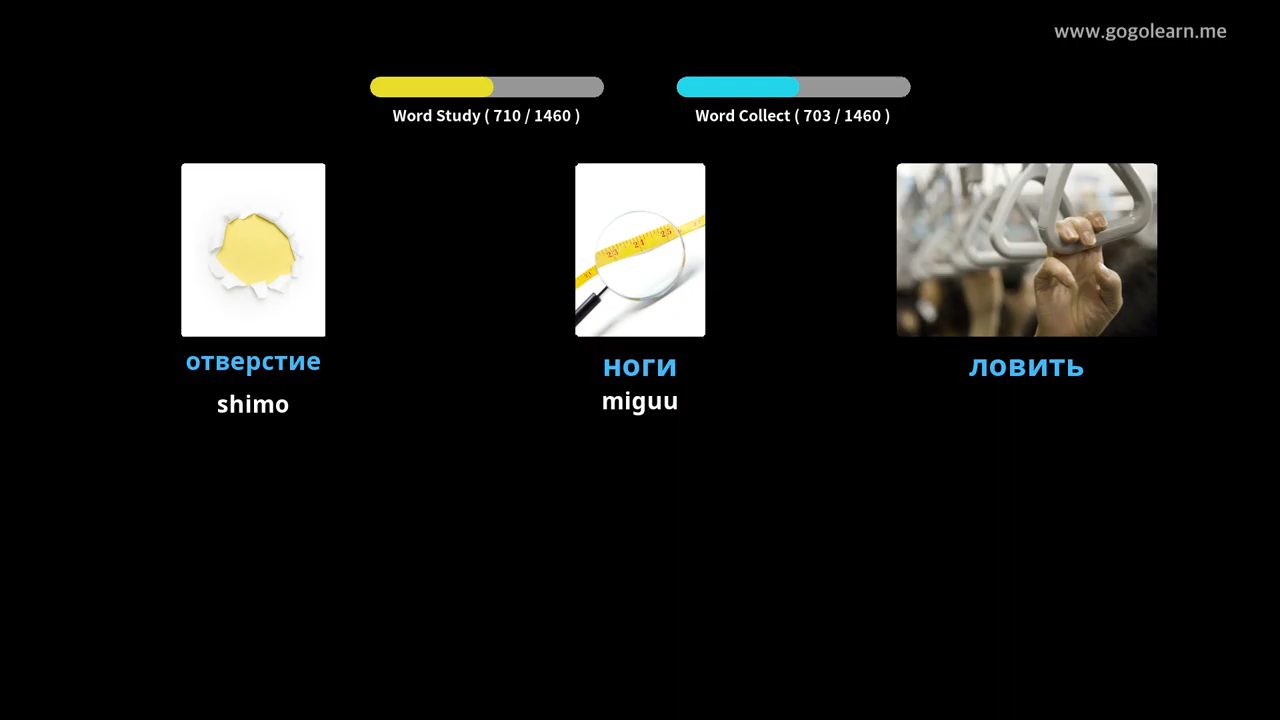 www.gogolearn.me
Word Study ( 710 / 1460 )
Word Collect ( 703 / 1460 )
отверстие
shimo
ноги
miguu
ловить